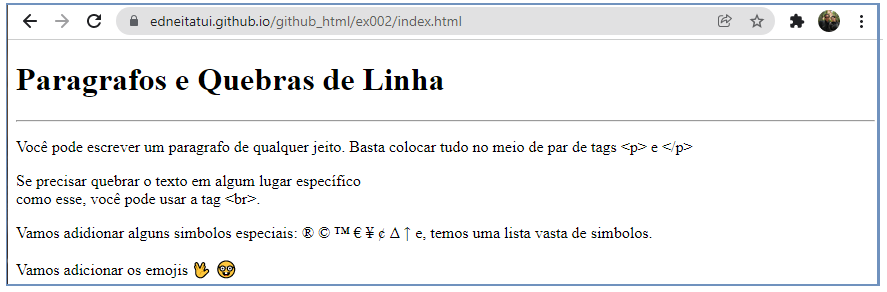 edneitatui.github.io/github_html/ex002/index.html
Paragrafos e Quebras de Linha
Você pode escrever um paragrafo de qualquer jeito. Basta colocar tudo no meio de par de tags <p> e </p>
Se precisar quebrar o texto em algum lugar específico
como esse, você pode usar a tag <br>.
Vamos adidionar alguns simbolos especiais: ® © ™ € ¥ ¢ Δ ↑ e, temos uma lista vasta de simbolos.
Vamos adicionar os emojis 🖖 🤓